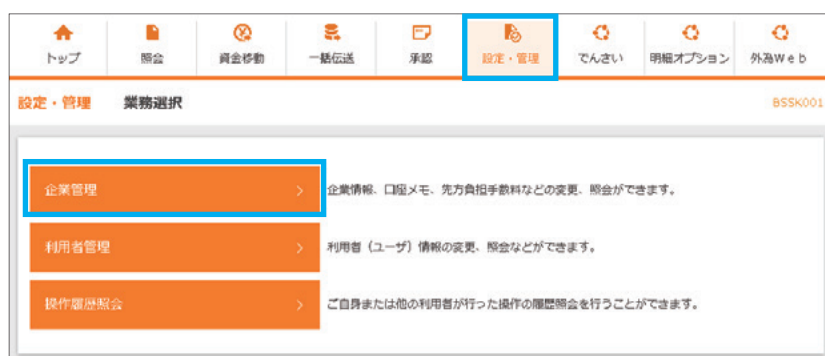 トップ 照会 資金移動 一括伝送 承認 設定・管理 でんさい 明細オプション 外為Web
設定・管理 業務選択 BSSK001
企業管理 企業情報、口座メモ、先方負担手数料などの変更、照会ができます。
利用者管理 利用者（ユーザ）情報の変更、照会などができます。
操作履歴照会 ご自身または他の利用者が行った操作の履歴照会を行うことができます。